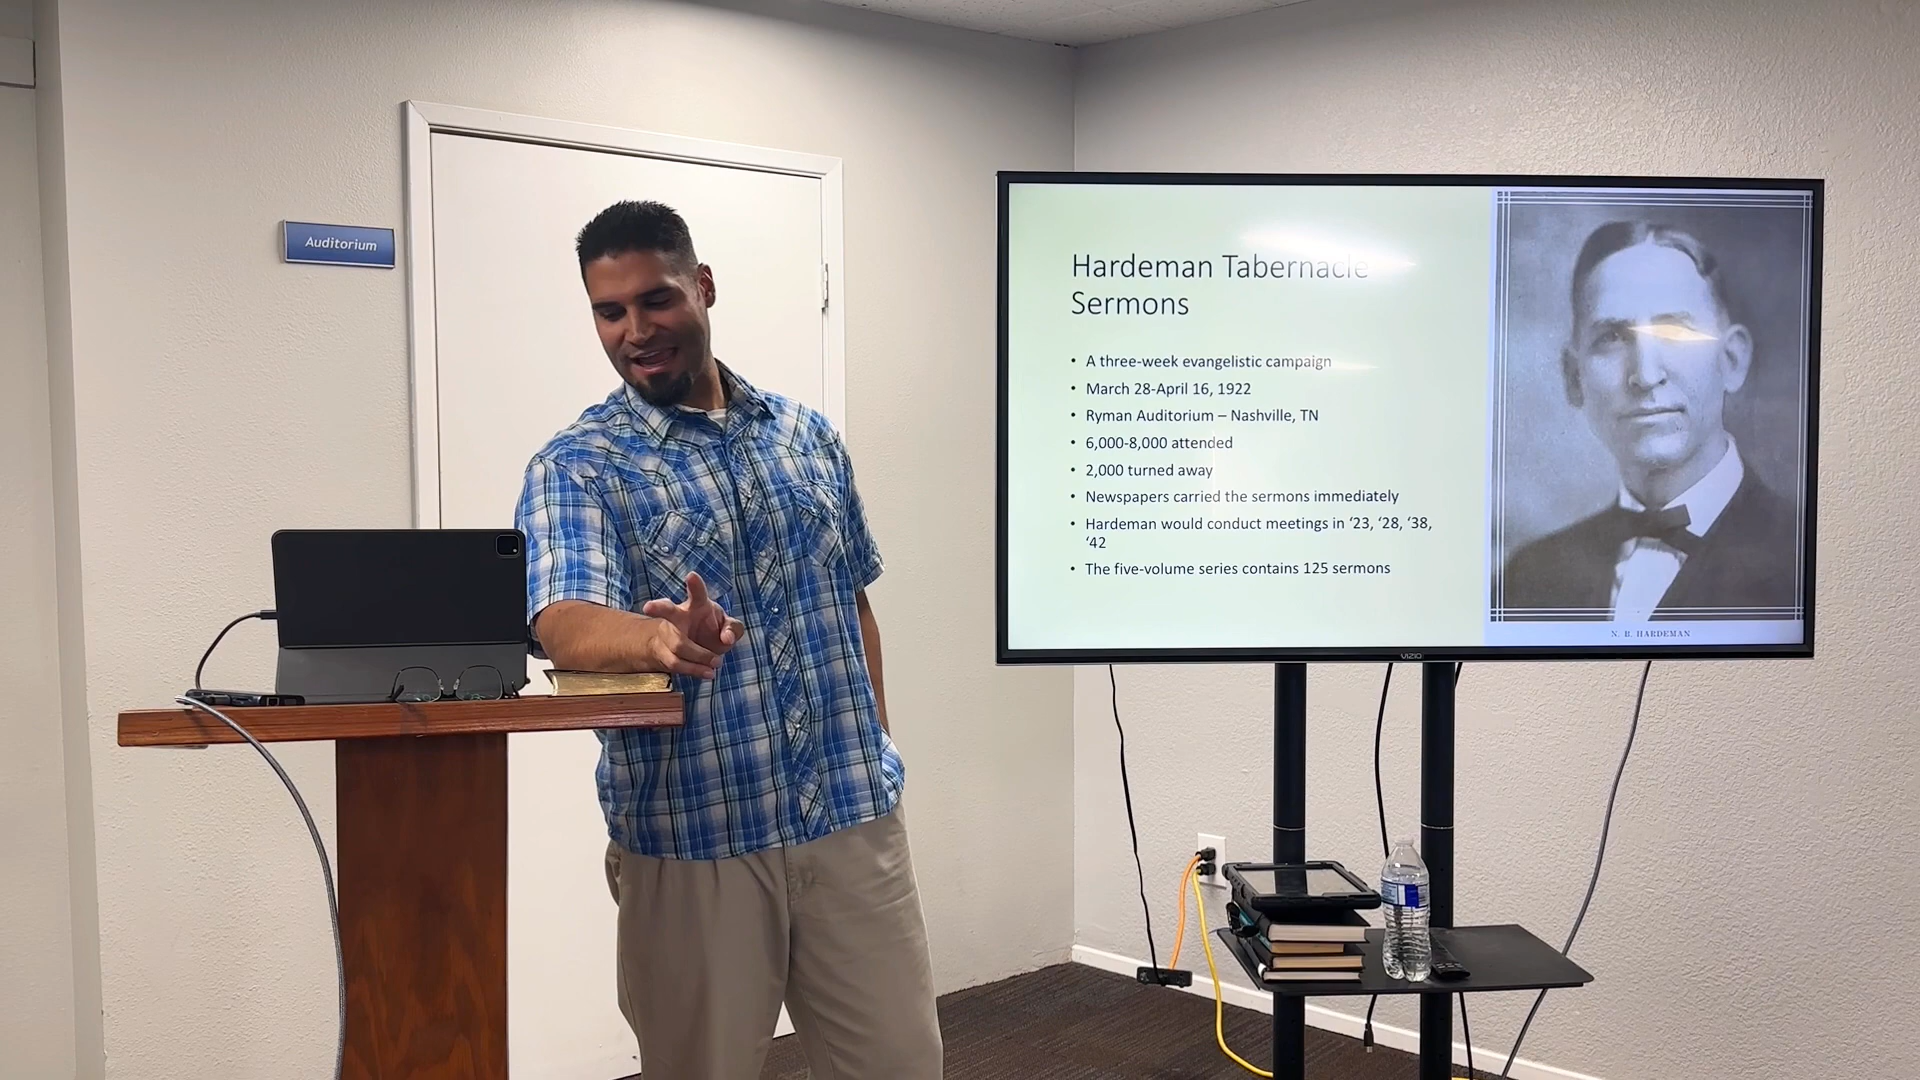 Auditorium
Hardeman Tabernacle
Sermons
• A three-week evangelistic campaign
• March 28-April 16, 1922
• Ryman Auditorium – Nashville, TN
• 6,000-8,000 attended
• 2,000 turned away
• Newspapers carried the sermons immediately
• Hardeman would conduct meetings in ‘23, ‘28, ‘38,
‘42
• The five-volume series contains 125 sermons
N. B. HARDEMAN
VIZIO